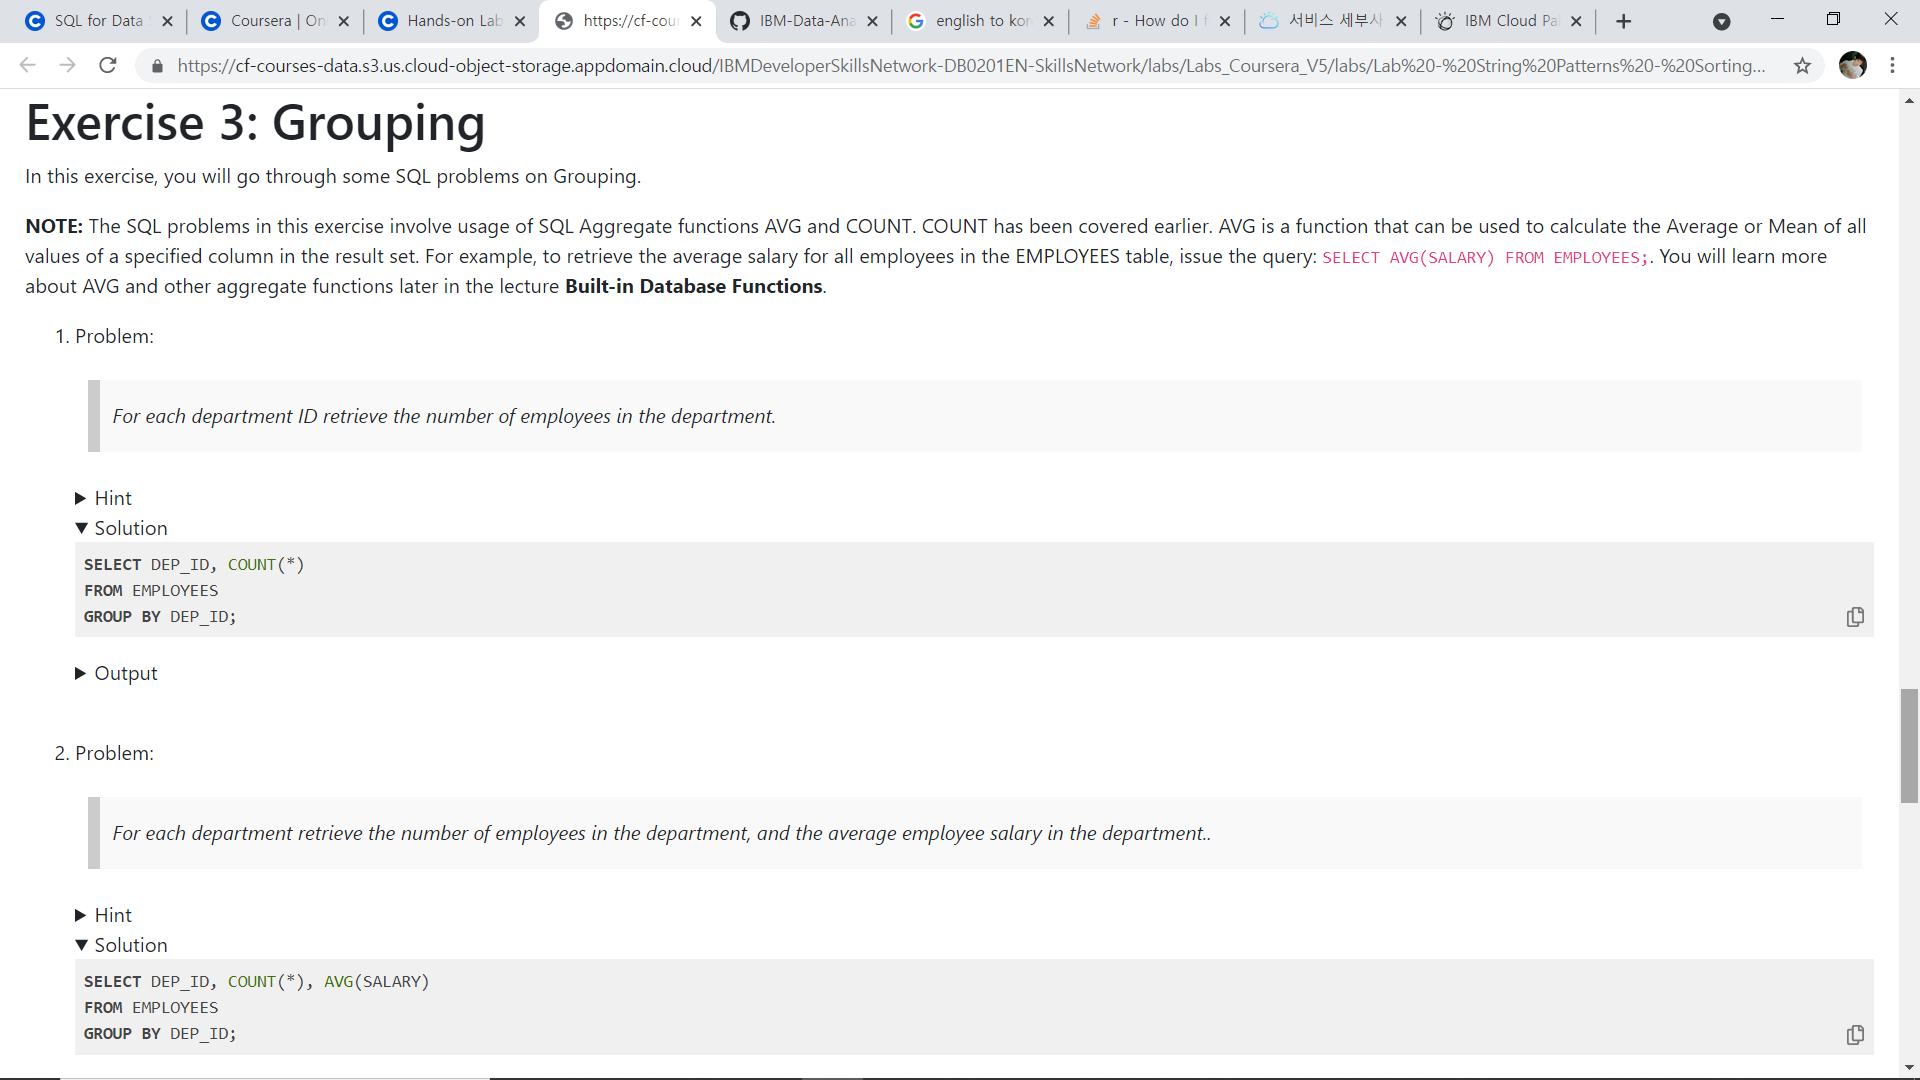 SQL for Data
Coursera | On
Hands-on Lab
https://cf-cou
IBM-Data-Ana
english to kor
r - How do I f
서비스 세부사
IBM Cloud Pa
https://cf-courses-data.s3.us.cloud-object-storage.appdomain.cloud/IBMDeveloperSkillsNetwork-DB0201EN-SkillsNetwork/labs/Labs_Coursera_V5/labs/Lab%20-%20String%20Patterns%20-%20Sorting...
Exercise 3: Grouping
In this exercise, you will go through some SQL problems on Grouping.
NOTE: The SQL problems in this exercise involve usage of SQL Aggregate functions AVG and COUNT. COUNT has been covered earlier. AVG is a function that can be used to calculate the Average or Mean of all
values of a specified column in the result set. For example, to retrieve the average salary for all employees in the EMPLOYEES table, issue the query: SELECT AVG(SALARY) FROM EMPLOYEES;. You will learn more
about AVG and other aggregate functions later in the lecture Built-in Database Functions.
1. Problem:
For each department ID retrieve the number of employees in the department.
Hint
Solution
SELECT DEP_ID, COUNT(*)
FROM EMPLOYEES
GROUP BY DEP_ID;
Output
2. Problem:
For each department retrieve the number of employees in the department, and the average employee salary in the department..
Hint
Solution
SELECT DEP_ID, COUNT(*), AVG(SALARY)
FROM EMPLOYEES
GROUP BY DEP_ID;